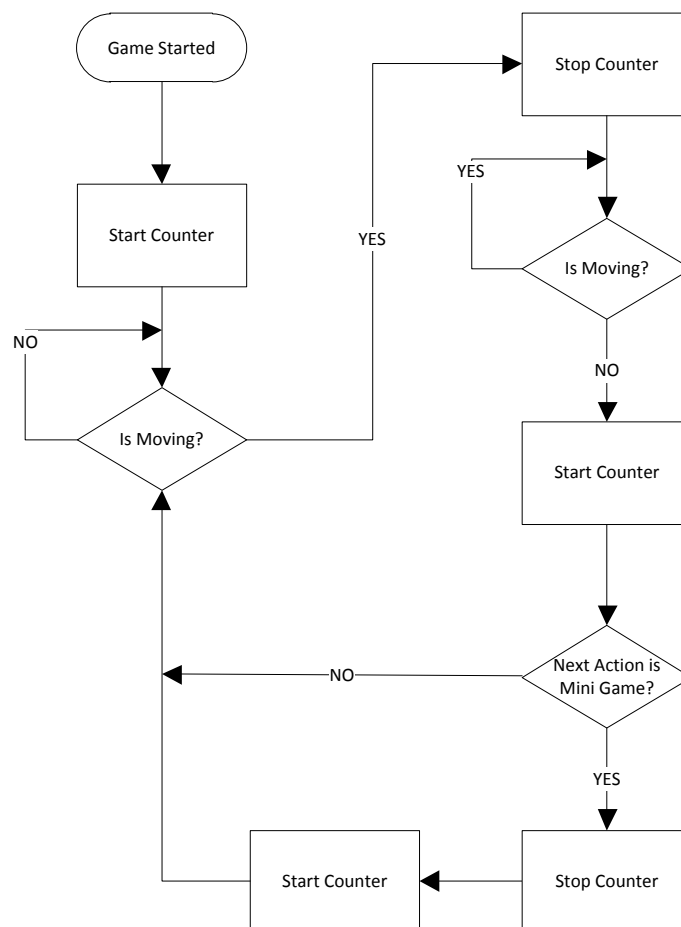 Game Started
Start Counter
NO
Is Moving?
YES
Stop Counter
YES
Is Moving?
NO
Start Counter
Next Action is
Mini Game?
NO
YES
Stop Counter
Start Counter